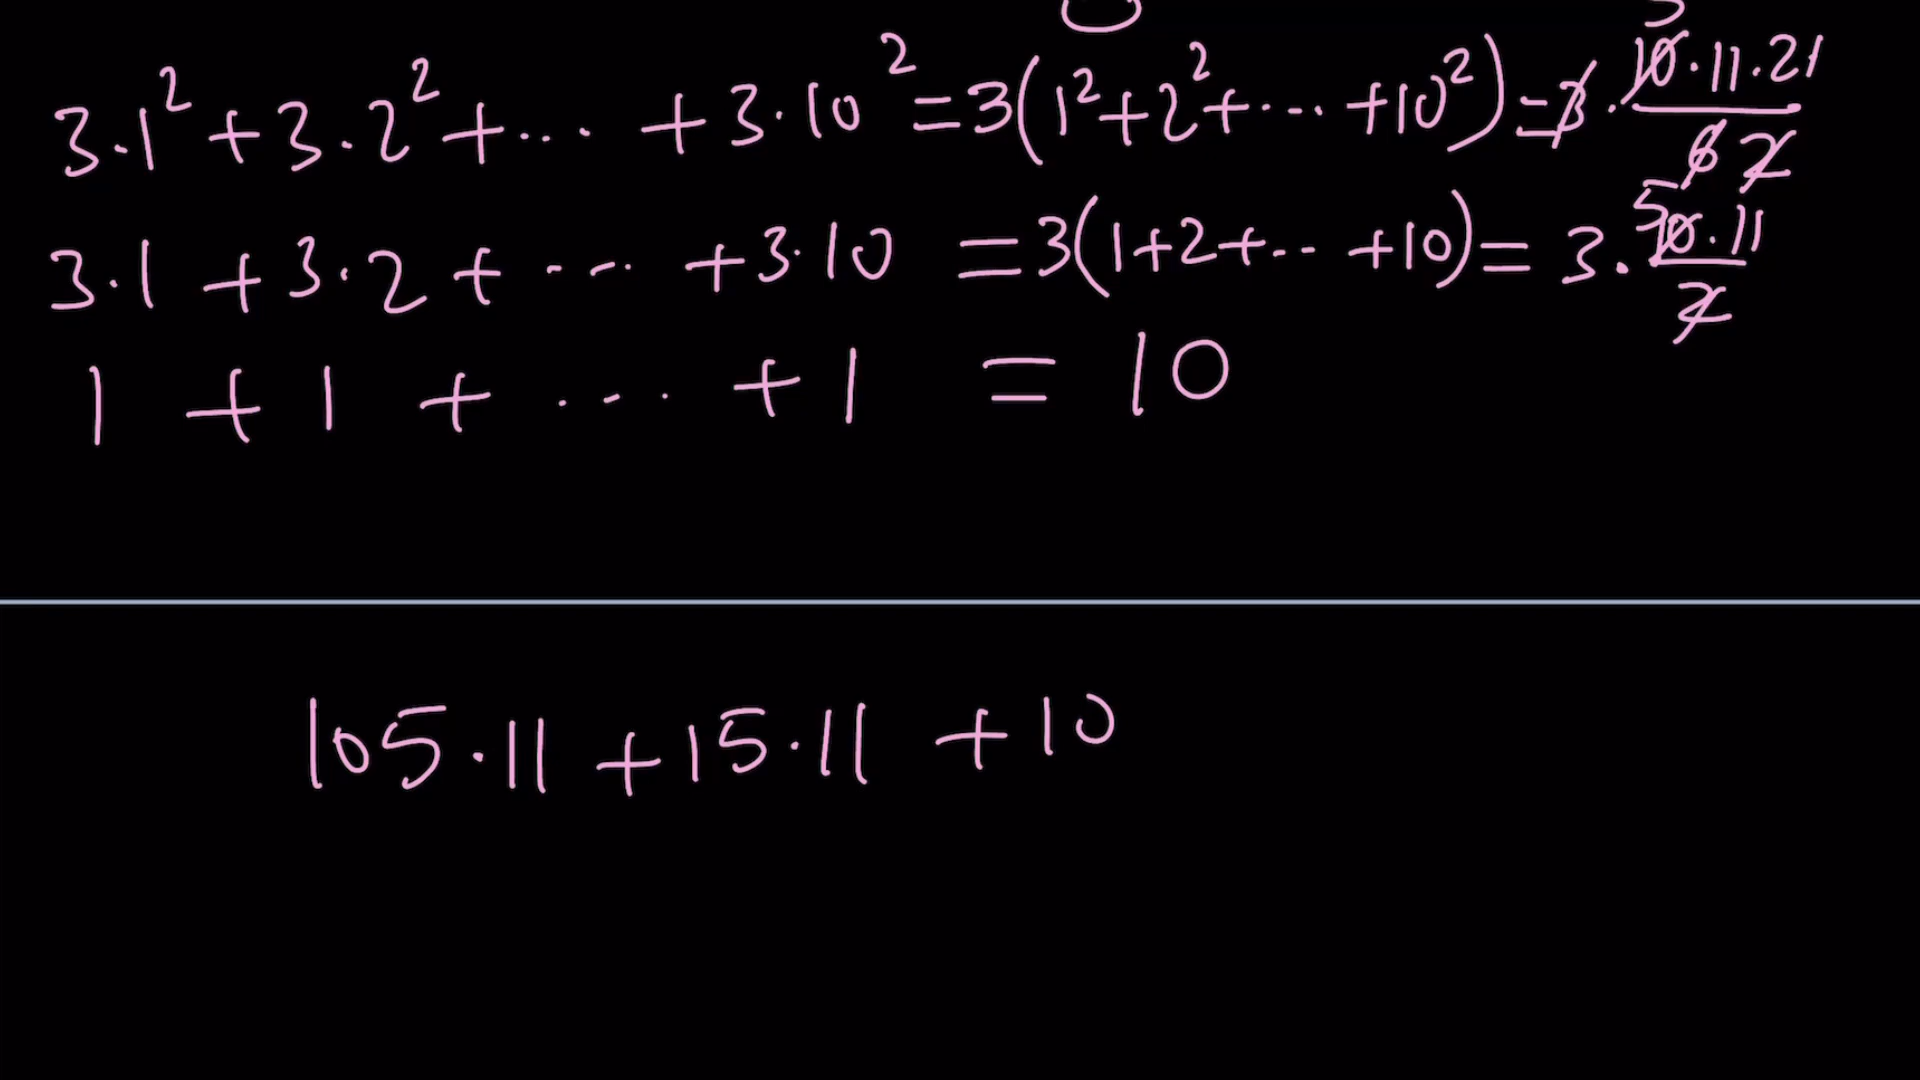 3·1²+3·2²+··· +3·10²=3(1²+2²+··· +10²)=3·10·11·21/6 2
3·1+3·2+··· +3·10 =3(1+2+··· +10)=3·5 10·11/2
1 + 1 + ··· + 1 = 10
105·11+15·11 +10